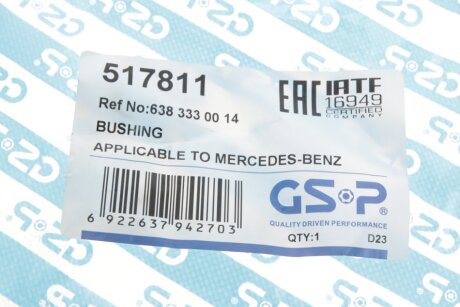 517811
Ref No:638 333 00 14
BUSHING
APPLICABLE TO MERCEDES-BENZ
6 922637 942703
EAC
IATF
16949
CERTIFIED
COMPANY
GSP®
QUALITY DRIVEN PERFORMANCE
QTY:1 D23